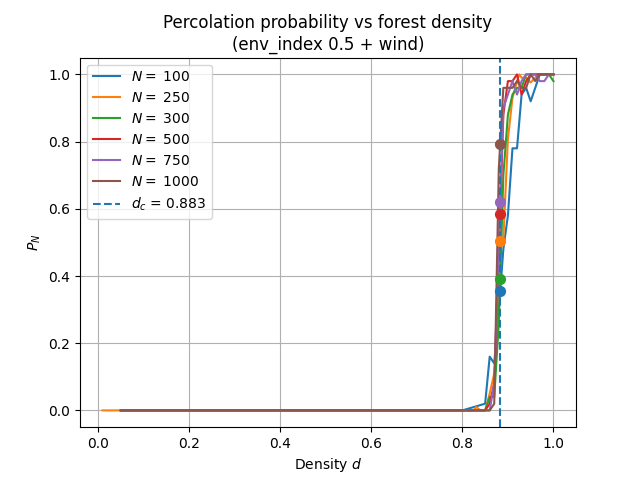 Percolation probability vs forest density
(env_index 0.5 + wind)
1.0
0.8
0.6
0.4
0.2
0.0
P_N
N = 100
N = 250
N = 300
N = 500
N = 750
N = 1000
d_c = 0.883
0.0 0.2 0.4 0.6 0.8 1.0
Density d